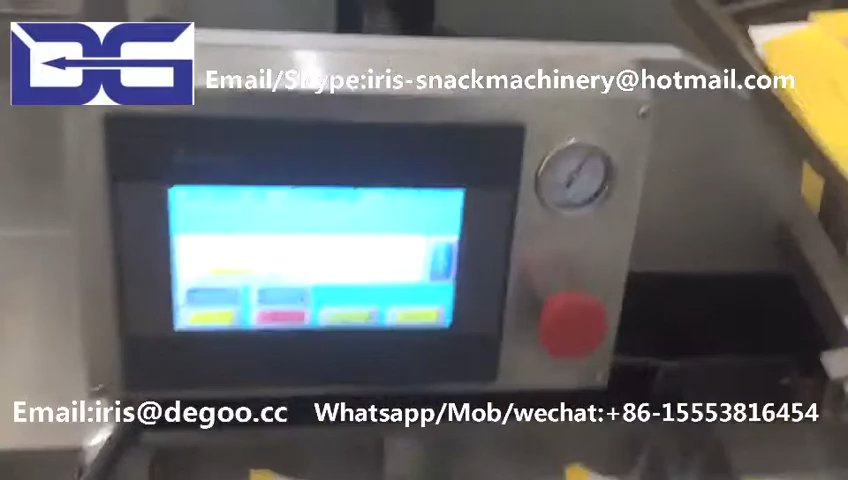 DG
Email/Skype:iris-snackmachinery@hotmail.com
Email:iris@degoo.cc Whatsapp/Mob/wechat:+86-15553816454